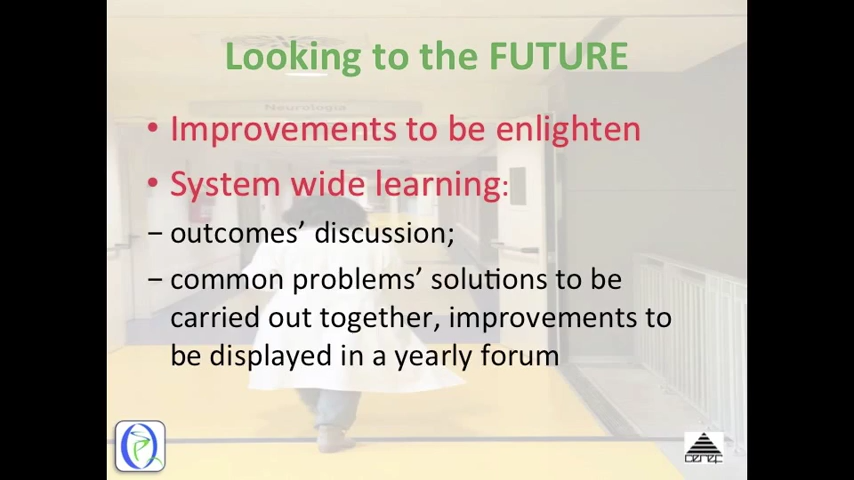 Looking to the FUTURE
Neurologia
• Improvements to be enlighten
• System wide learning:
– outcomes’ discussion;
– common problems’ solutions to be
carried out together, improvements to
be displayed in a yearly forum